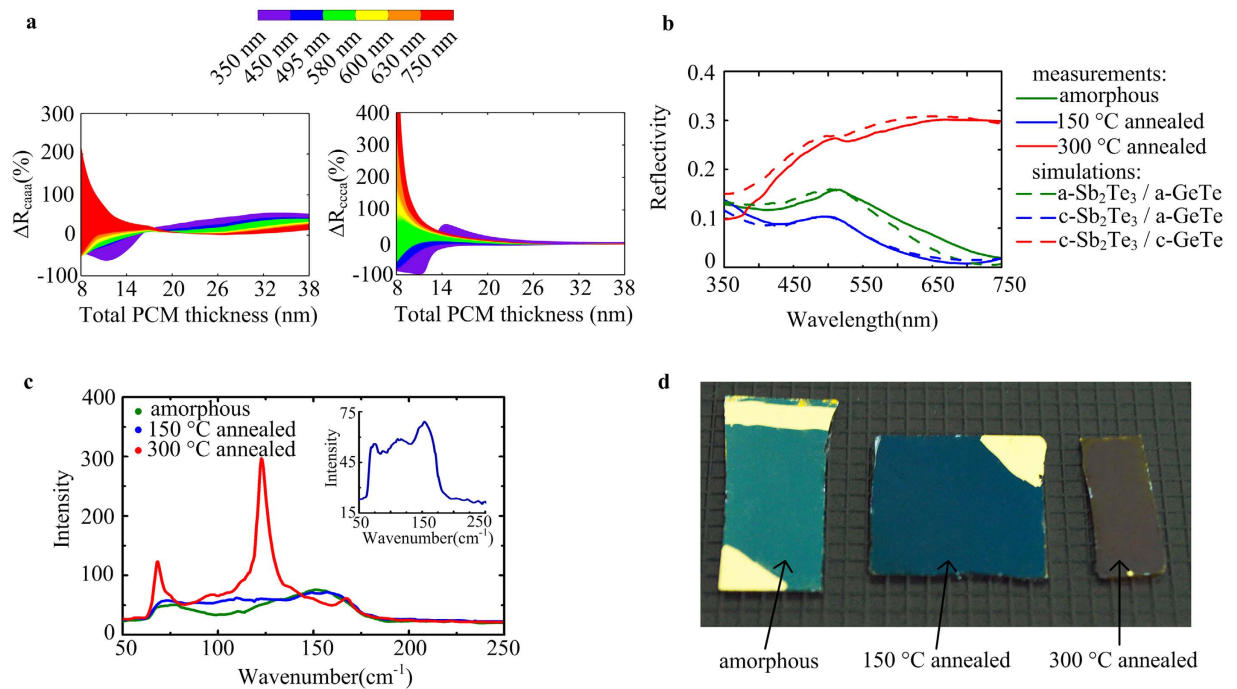 a
350 nm
450 nm
495 nm
580 nm
600 nm
630 nm
750 nm
300
200
100
0
-100
ΔRcaaa(%)
8 14 20 26 32 38
Total PCM thickness (nm)
400
300
200
100
0
-100
ΔRccca(%)
8 14 20 26 32 38
Total PCM thickness (nm)
b
0.4
0.3
0.2
0.1
0
Reflectivity
350 450 550 650 750
Wavelength(nm)
measurements:
amorphous
150 °C annealed
300 °C annealed
simulations:
a-Sb₂Te₃ / a-GeTe
c-Sb₂Te₃ / a-GeTe
c-Sb₂Te₃ / c-GeTe
c
400
300
200
100
0
Intensity
amorphous
150 °C annealed
300 °C annealed
75
45
15
Intensity
50 150 250
Wavenumber(cm⁻¹)
50 100 150 200 250
Wavenumber(cm⁻¹)
d
amorphous
150 °C annealed
300 °C annealed